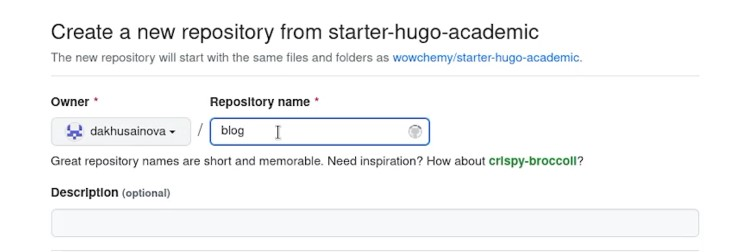 Create a new repository from starter-hugo-academic
The new repository will start with the same files and folders as wowchemy/starter-hugo-academic.
Owner * Repository name *
dakhusainova / blog
Great repository names are short and memorable. Need inspiration? How about crispy-broccoli?
Description (optional)